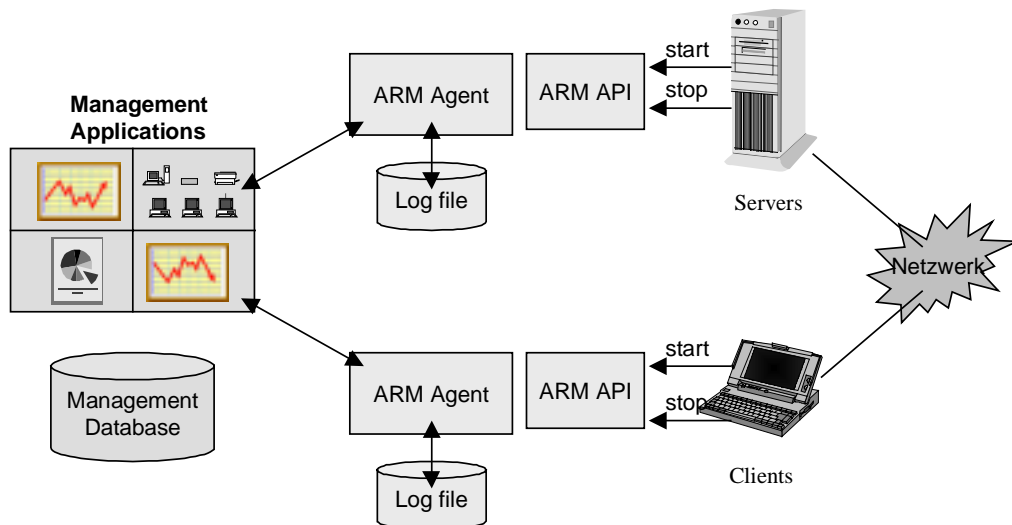 Management
Applications
ARM Agent
ARM API
start
stop
Log file
Servers
Netzwerk
Management
Database
ARM Agent
ARM API
start
stop
Log file
Clients